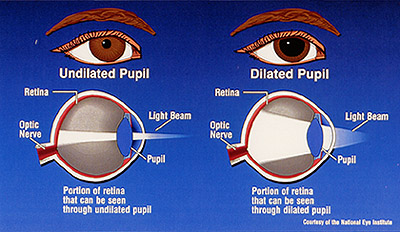 Undilated Pupil
Retina
Light Beam
Optic
Nerve
Pupil
Portion of retina
that can be seen
through undilated pupil
Dilated Pupil
Retina
Light Beam
Optic
Nerve
Pupil
Portion of retina
that can be seen
through dilated pupil
Courtesy of the National Eye Institute